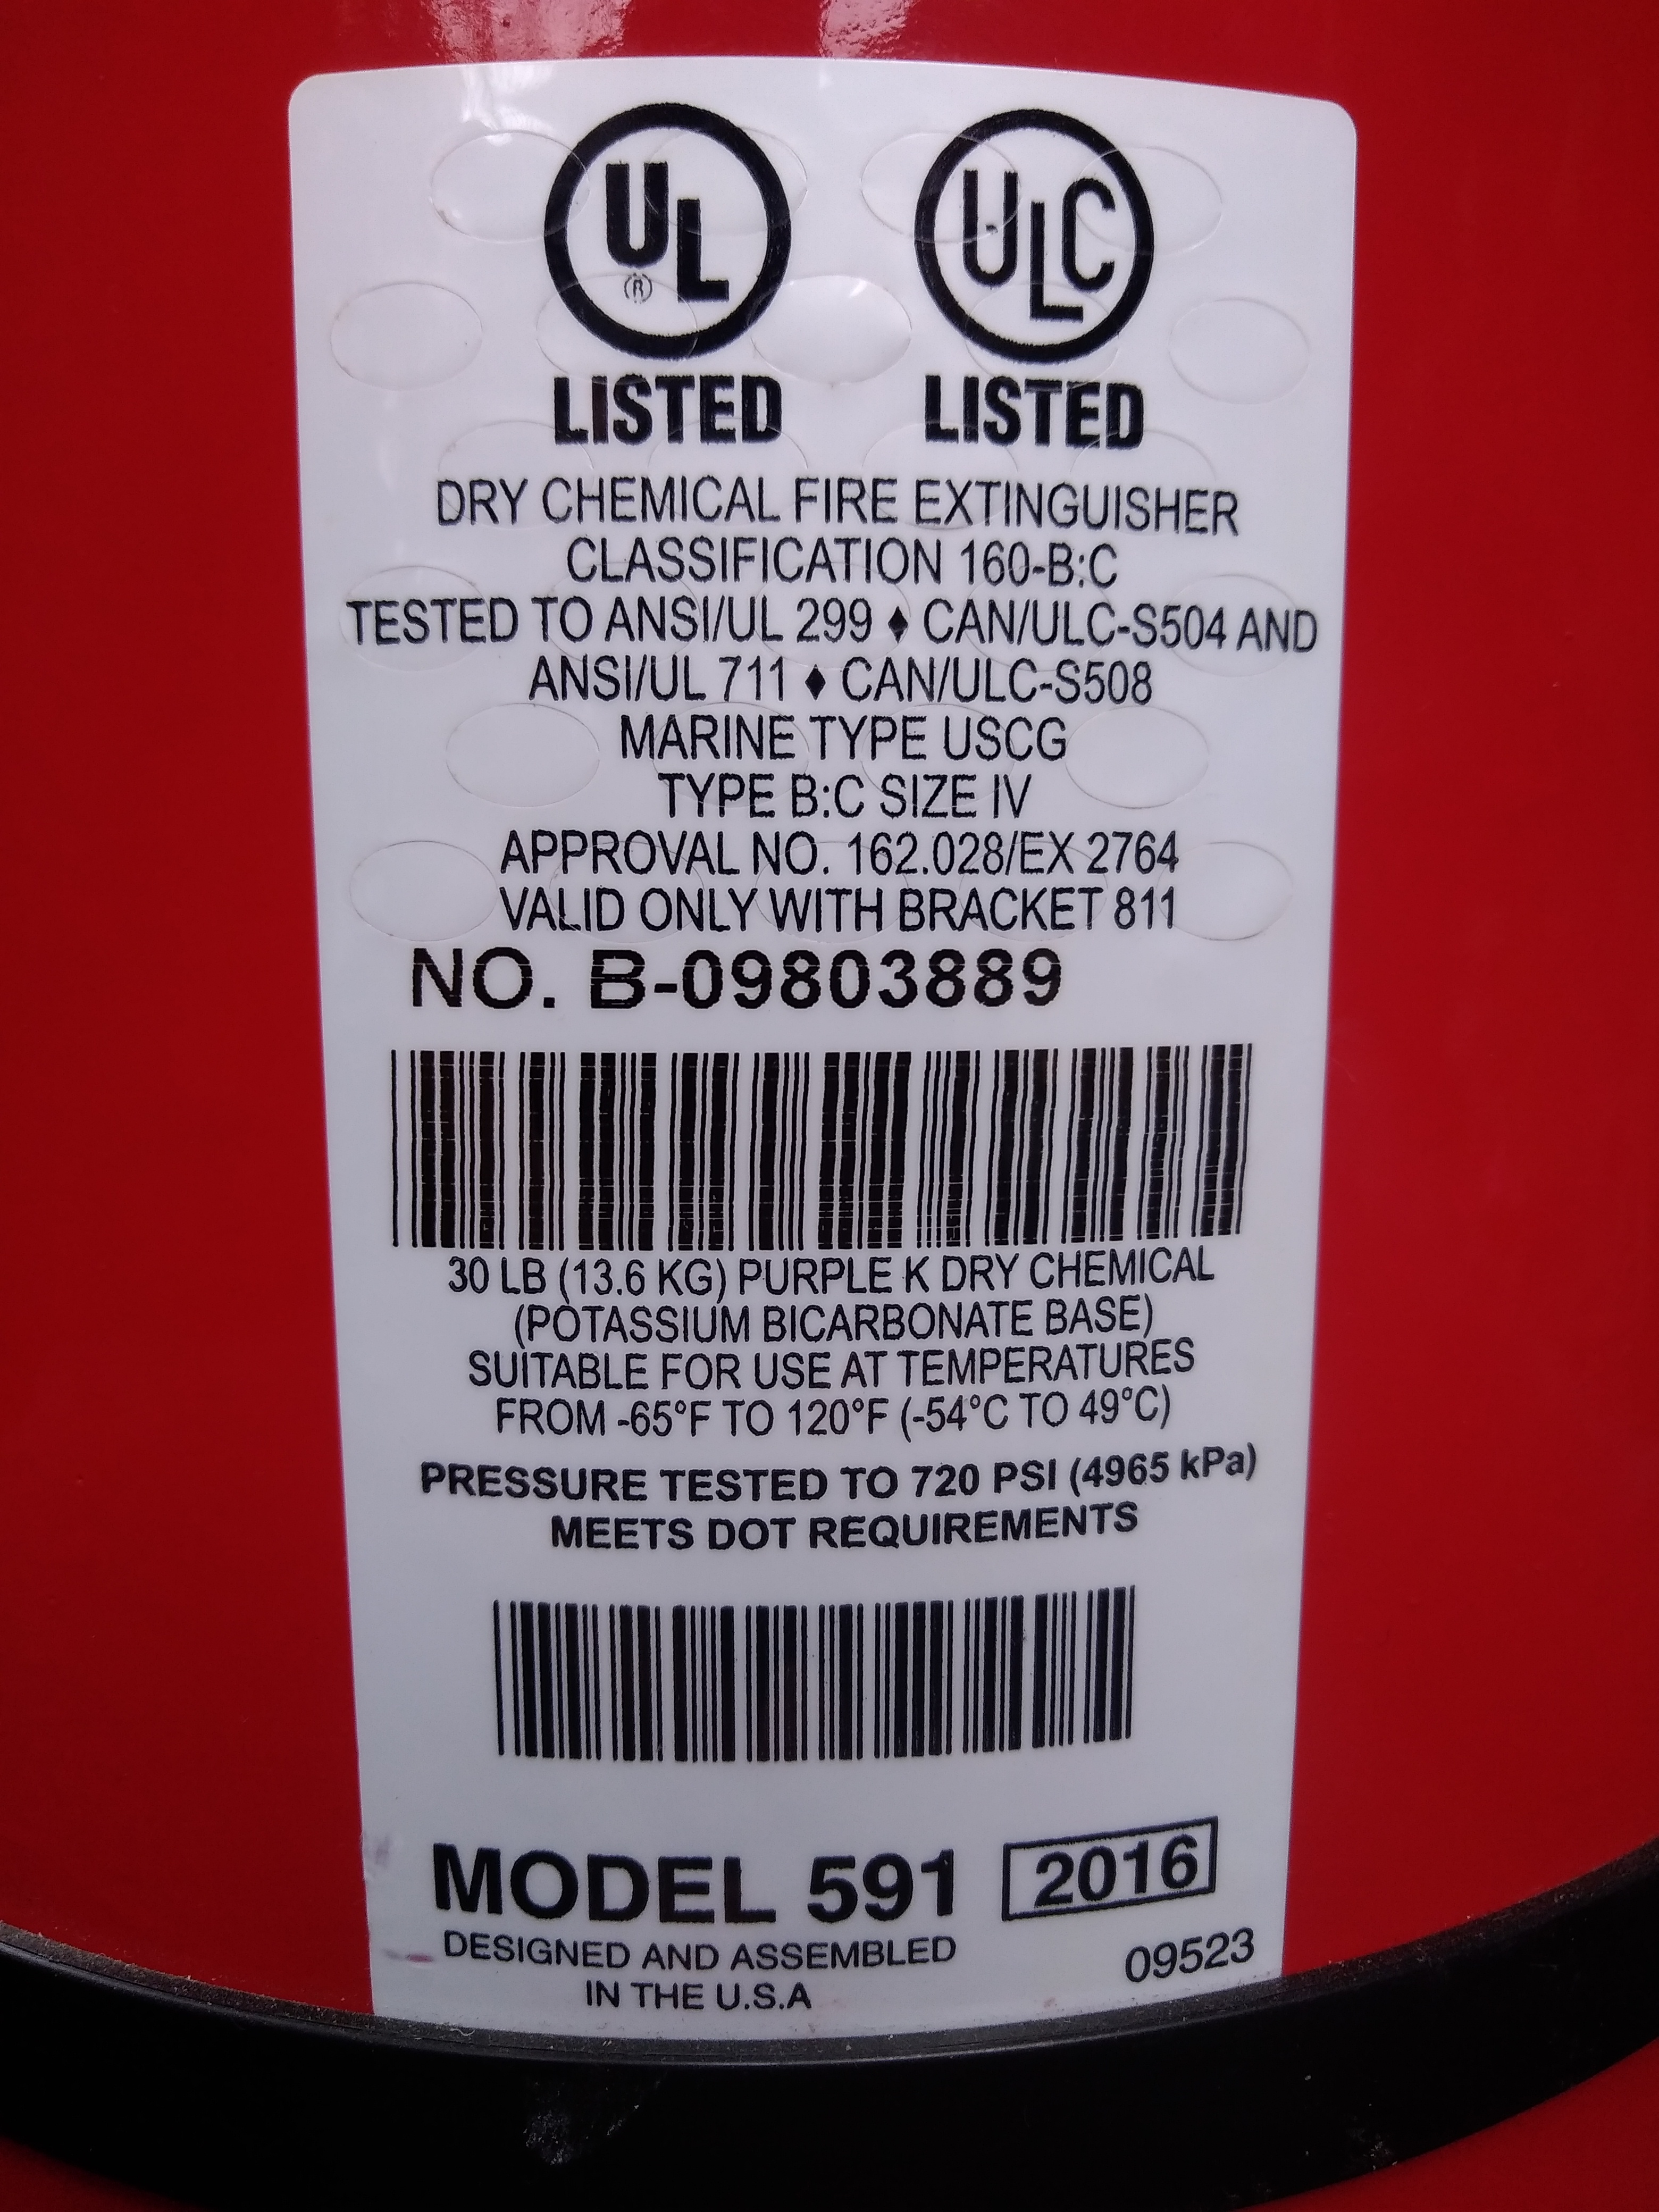 UL ULC
®
LISTED LISTED
DRY CHEMICAL FIRE EXTINGUISHER
CLASSIFICATION 160-B:C
TESTED TO ANSI/UL 299 ♦ CAN/ULC-S504 AND
ANSI/UL 711 ♦ CAN/ULC-S508
MARINE TYPE USCG
TYPE B:C SIZE IV
APPROVAL NO. 162.028/EX 2764
VALID ONLY WITH BRACKET 811
NO. B-09803889
30 LB (13.6 KG) PURPLE K DRY CHEMICAL
(POTASSIUM BICARBONATE BASE)
SUITABLE FOR USE AT TEMPERATURES
FROM -65°F TO 120°F (-54°C TO 49°C)
PRESSURE TESTED TO 720 PSI (4965 kPa)
MEETS DOT REQUIREMENTS
MODEL 591 2016
DESIGNED AND ASSEMBLED
IN THE U.S.A
09523